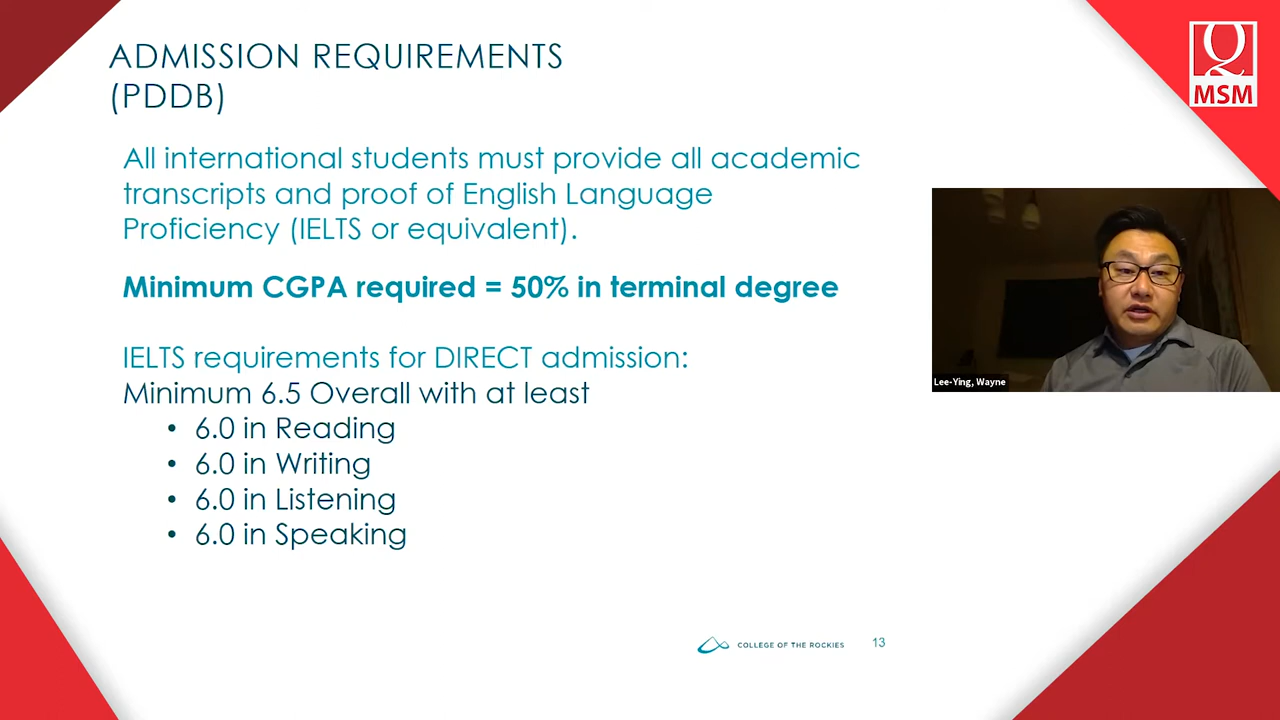 ADMISSION REQUIREMENTS
(PDDB)
All international students must provide all academic
transcripts and proof of English Language
Proficiency (IELTS or equivalent).
Minimum CGPA required = 50% in terminal degree
IELTS requirements for DIRECT admission:
Minimum 6.5 Overall with at least
• 6.0 in Reading
• 6.0 in Writing
• 6.0 in Listening
• 6.0 in Speaking
COLLEGE OF THE ROCKIES
13
Q
MSM
Lee-Ying, Wayne